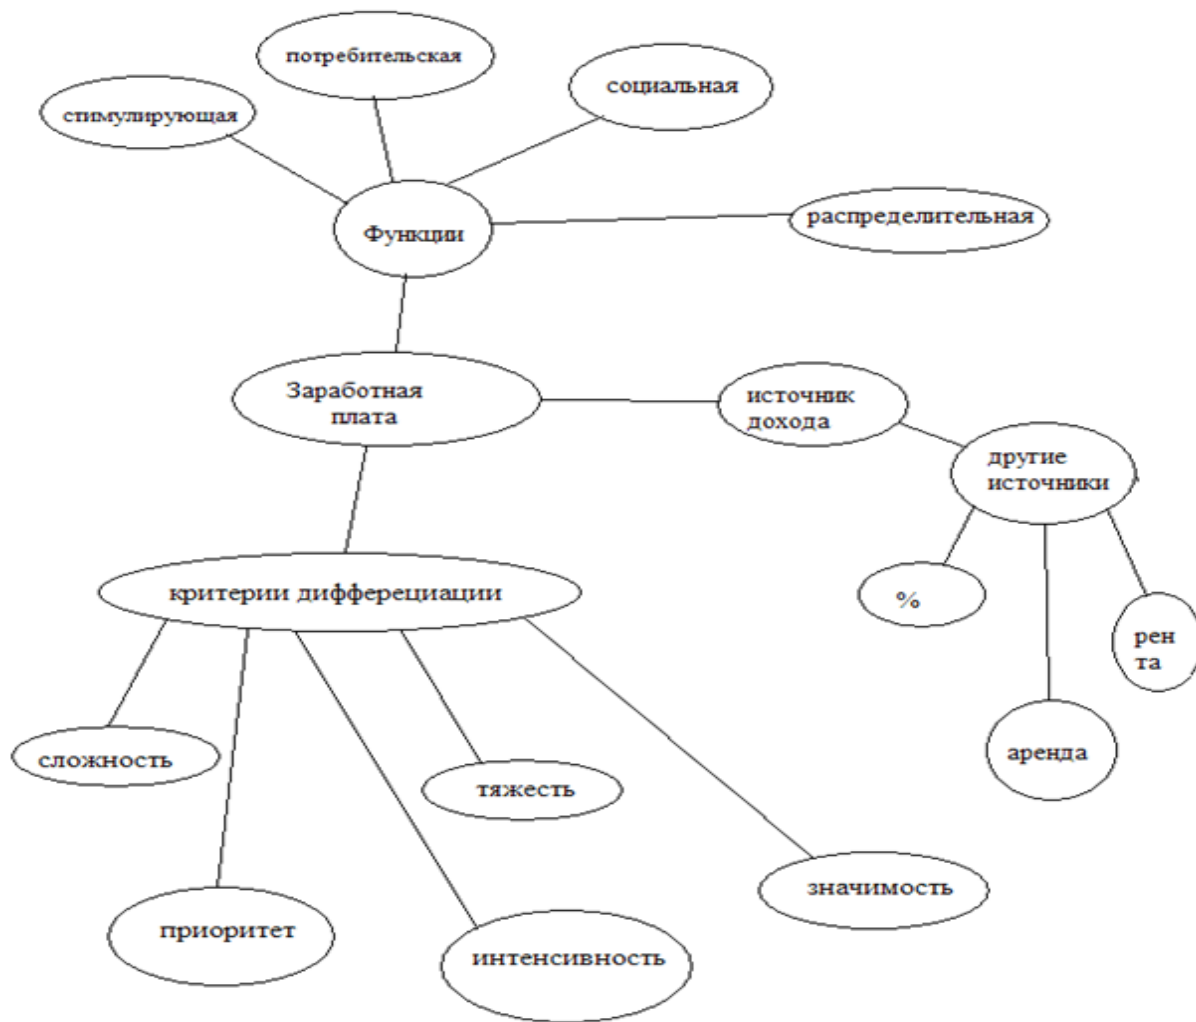 потребительская
социальная
стимулирующая
распределительная
Функции
Заработная
плата
источник
дохода
другие
источники
критерии дифферециации
%
рен
та
аренда
сложность
тяжесть
значимость
приоритет
интенсивность